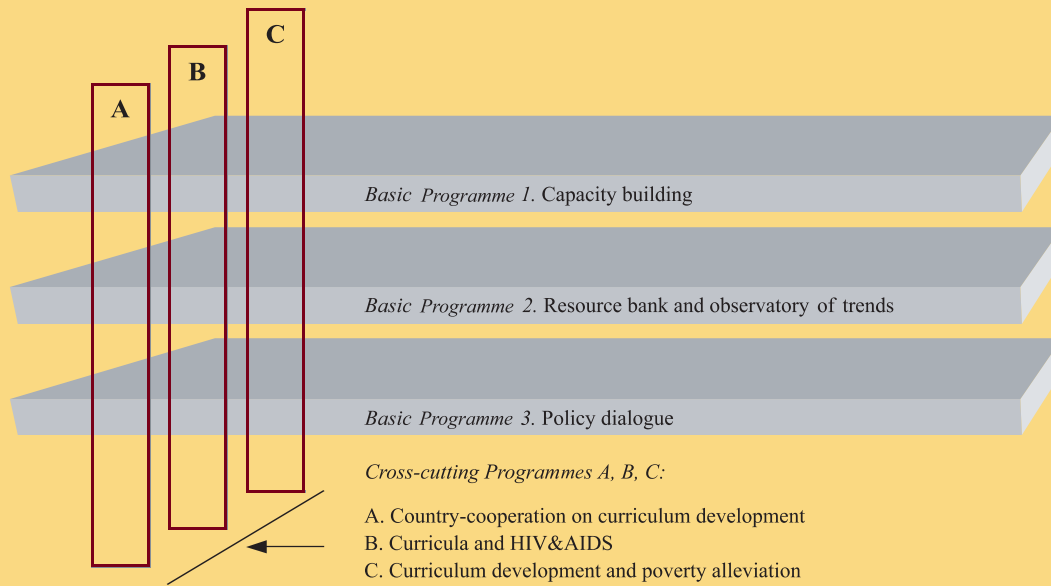 C
B
A
Basic Programme 1. Capacity building
Basic Programme 2. Resource bank and observatory of trends
Basic Programme 3. Policy dialogue
Cross-cutting Programmes A, B, C:
A. Country-cooperation on curriculum development
B. Curricula and HIV&AIDS
C. Curriculum development and poverty alleviation